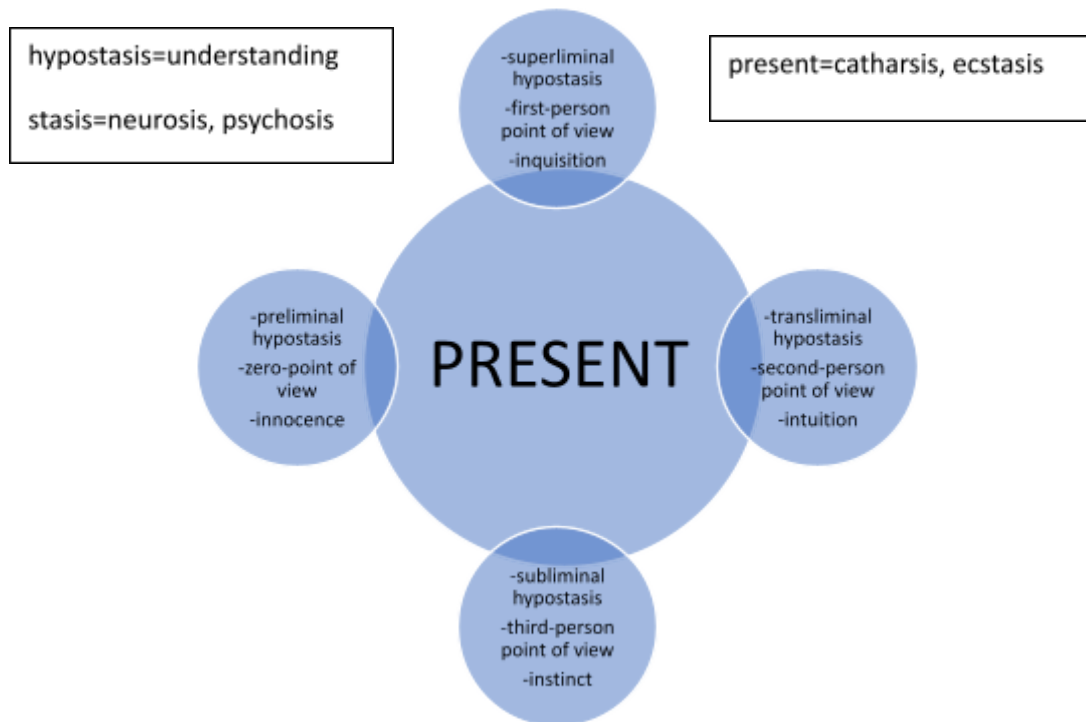 hypostasis=understanding
stasis=neurosis, psychosis
present=catharsis, ecstasis
-superliminal
hypostasis
-first-person
point of view
-inquisition
-preliminal
hypostasis
-zero-point of
view
-innocence
PRESENT
-transliminal
hypostasis
-second-person
point of view
-intuition
-subliminal
hypostasis
-third-person
point of view
-instinct